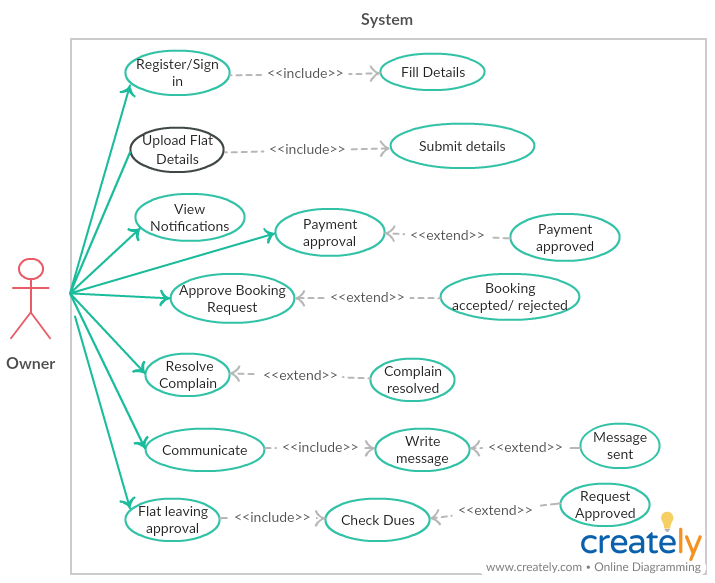 System
Register/Sign
in
<<include>>
Fill Details
Upload Flat
Details
<<include>>
Submit details
View
Notifications
Payment
approval
<<extend>>
Payment
approved
Approve Booking
Request
<<extend>>
Booking
accepted/ rejected
Owner
Resolve
Complain
<<extend>>
Complain
resolved
Communicate
<<include>>
Write
message
<<extend>>
Message
sent
Flat leaving
approval
<<include>>
Check Dues
<<extend>>
Request
Approved
creately
www.creately.com • Online Diagramming